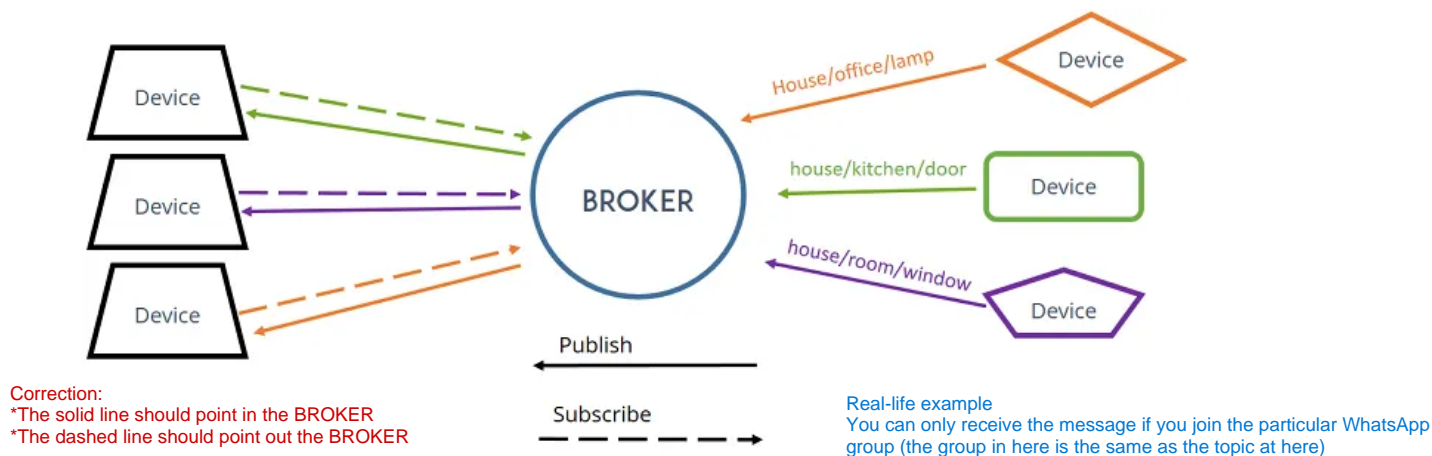 Device
Device
Device
BROKER
House/office/lamp
Device
house/kitchen/door
Device
house/room/window
Device
Publish
Subscribe
Correction:
*The solid line should point in the BROKER
*The dashed line should point out the BROKER
Real-life example
You can only receive the message if you join the particular WhatsApp
group (the group in here is the same as the topic at here)